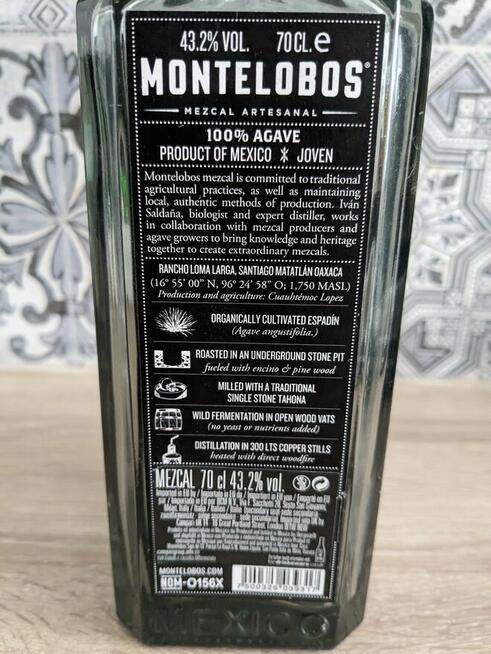 43.2% VOL. 70CL.e
MONTELOBOS®
MEZCAL ARTESANAL
100% AGAVE
PRODUCT OF MEXICO JOVEN
Montelobos mezcal is committed to traditional
agricultural practices, as well as maintaining
local, authentic methods of production. Iván
Saldaña, biologist and expert distiller, works
in collaboration with mezcal producers and
agave growers to bring knowledge and heritage
together to create extraordinary mezcals.
RANCHO LOMA LARGA, SANTIAGO MATATLÁN OAXACA
(16° 55' 00" N, 96° 24' 58" O; 1,750 MASL)
Production and agriculture: Cuauhtémoc Lopez
ORGANICALLY CULTIVATED ESPADÍN
(Agave angustifolia.)
ROASTED IN AN UNDERGROUND STONE PIT
fueled with encino & pine wood
MILLED WITH A TRADITIONAL
SINGLE STONE TAHONA
WILD FERMENTATION IN OPEN WOOD VATS
(no yeast or nutrients added)
DISTILLATION IN 300 LTS COPPER STILLS
heated with direct woodfire
MEZCAL 70 cl 43.2% vol.
MONTELOBOS.COM
NOM-O156X
7500326035317
MEXICO